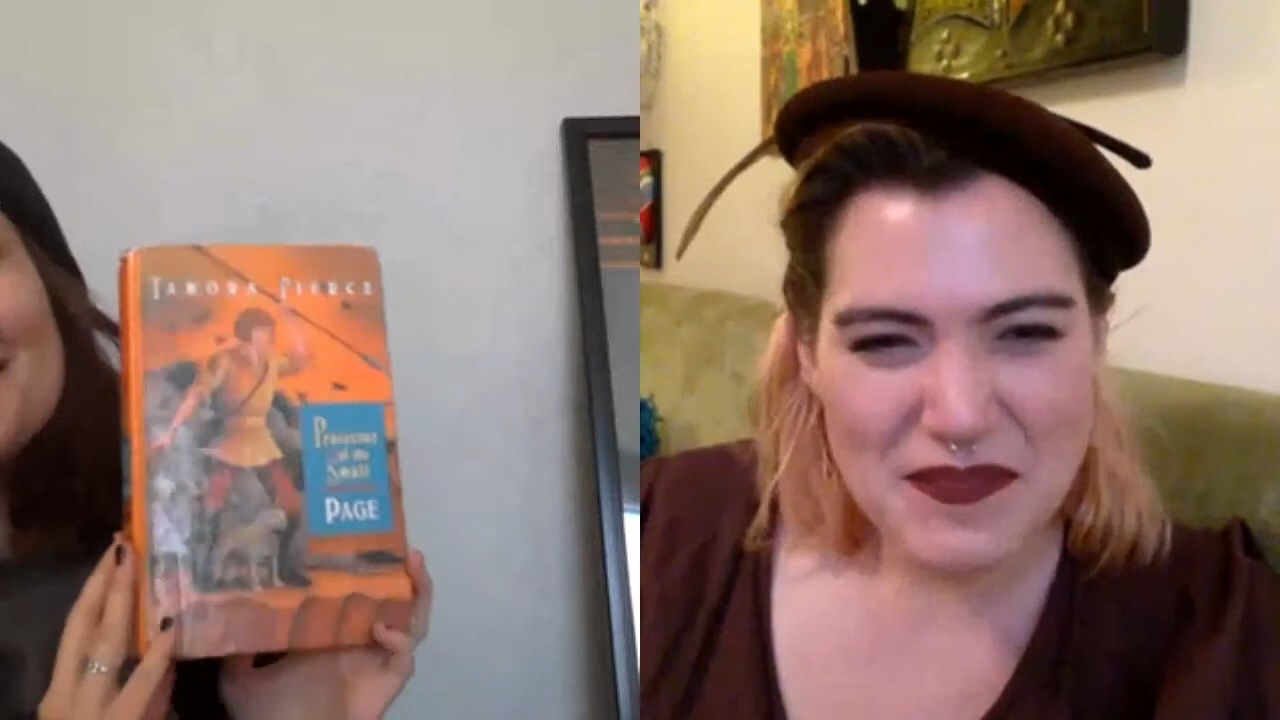 TAMORA PIERCE
PROTECTOR
OF THE
SMALL
PAGE